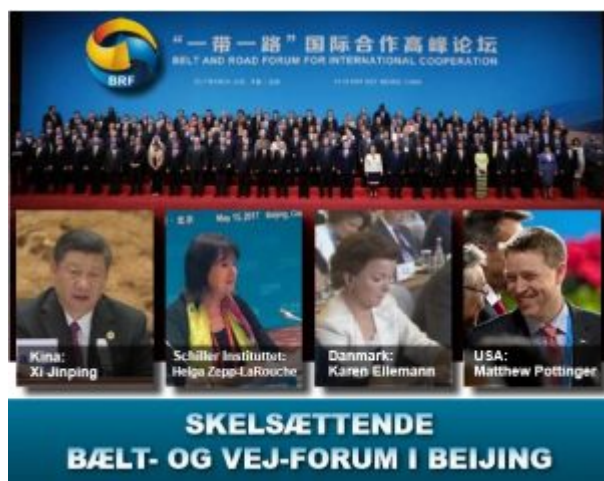 “一带一路”国际合作高峰论坛
BELT AND ROAD FORUM FOR INTERNATIONAL COOPERATION
BRF
May 15, 2017 Beijing,
Kina:
Xi Jinping
Schiller Instituttet:
Helga Zepp-LaRouche
Danmark:
Karen Ellemann
USA:
Matthew Pottinger
SKELSÆTTENDE
BÆLT- OG VEJ-FORUM I BEIJING